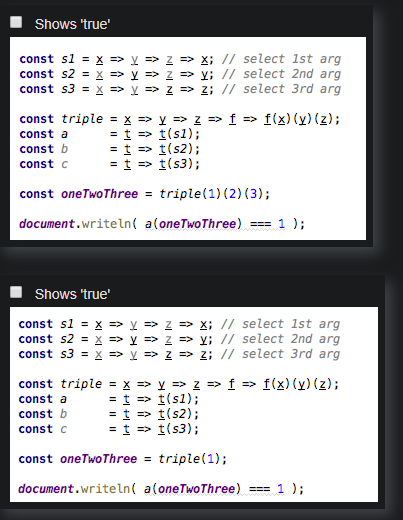 Shows 'true'
const s1 = x => y => z => x; // select 1st arg
const s2 = x => y => z => y; // select 2nd arg
const s3 = x => y => z => z; // select 3rd arg
const triple = x => y => z => f => f(x)(y)(z);
const a = t => t(s1);
const b = t => t(s2);
const c = t => t(s3);
const oneTwoThree = triple(1)(2)(3);
document.writeln( a(oneTwoThree) === 1 );
Shows 'true'
const s1 = x => y => z => x; // select 1st arg
const s2 = x => y => z => y; // select 2nd arg
const s3 = x => y => z => z; // select 3rd arg
const triple = x => y => z => f => f(x)(y)(z);
const a = t => t(s1);
const b = t => t(s2);
const c = t => t(s3);
const oneTwoThree = triple(1);
document.writeln( a(oneTwoThree) === 1 );